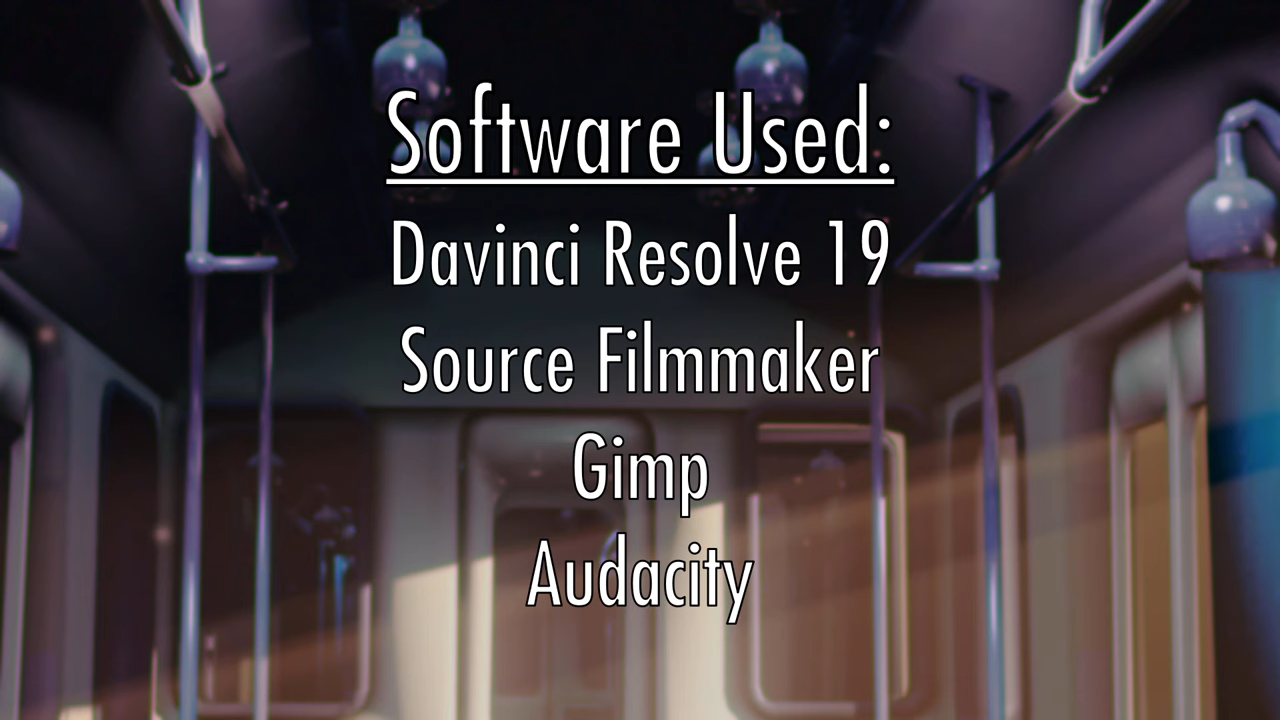 Software Used:
Davinci Resolve 19
Source Filmmaker
Gimp
Audacity